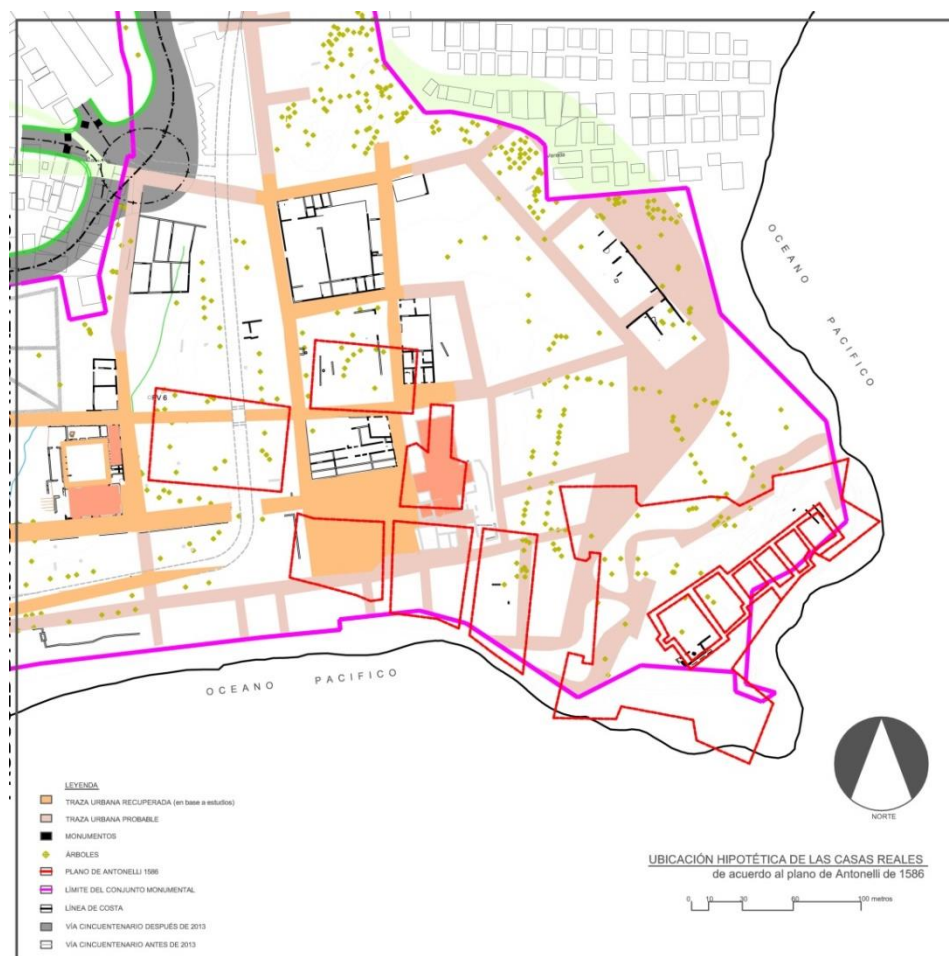 OCEANO PACIFICO
PV 6
OCEANO PACIFICO
NORTE
LEYENDA
TRAZA URBANA RECUPERADA (en base a estudios)
TRAZA URBANA PROBABLE
MONUMENTOS
ÁRBOLES
PLANO DE ANTONELLI 1586
LÍMITE DEL CONJUNTO MONUMENTAL
LÍNEA DE COSTA
VÍA CINCUENTENARIO DESPUÉS DE 2013
VÍA CINCUENTENARIO ANTES DE 2013
UBICACIÓN HIPOTÉTICA DE LAS CASAS REALES
de acuerdo al plano de Antonelli de 1586
0 10 30 60 100 metros